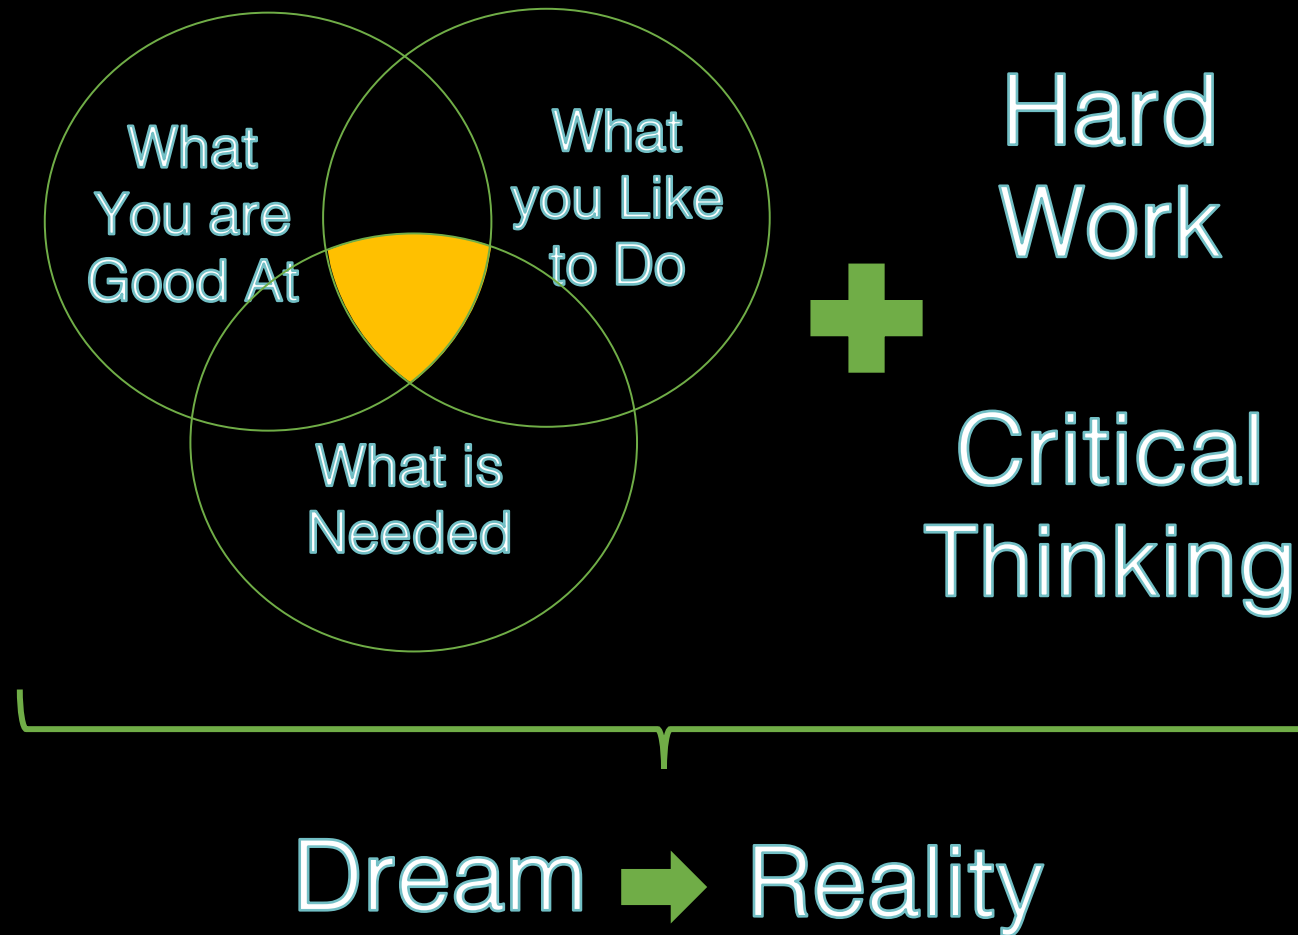 What
You are
Good At
What
you Like
to Do
What is
Needed
Hard
Work
Critical
Thinking
Dream Reality